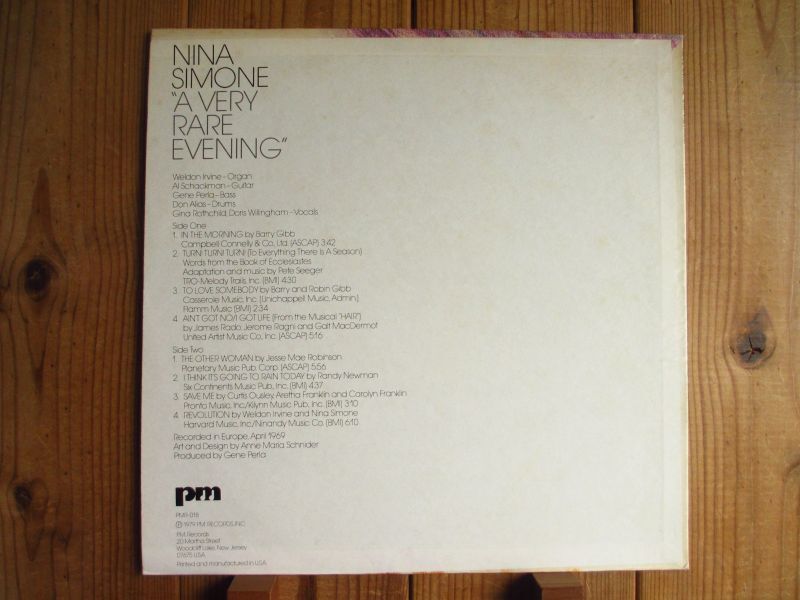 NINA
SIMONE
"A VERY
RARE
EVENING"
Weldon Irvine - Organ
Al Schackman - Guitar
Gene Perla - Bass
Don Alias - Drums
Gina Rothchild, Doris Willingham - Vocals
Side One
1. IN THE MORNING by Barry Gibb
Campbell Connelly & Co., Ltd. (ASCAP) 3:42
2. TURN! TURN! TURN! (To Everything There Is A Season)
Words from the Book of Ecclesiastes
Adaptation and music by Pete Seeger
TRO-Melody Trails, Inc. (BMI) 4:30
3. TO LOVE SOMEBODY by Barry and Robin Gibb
Casserole Music, Inc. (Unichappell Music, Admin.)
Flamm Music (BMI) 2:34
4. AIN'T GOT NO/I GOT LIFE (From the Musical "HAIR")
by James Rado, Jerome Ragni and Galt MacDermot
United Artist Music Co., Inc. (ASCAP) 5:16
Side Two
1. THE OTHER WOMAN by Jesse Mae Robinson
Planetary Music Pub. Corp. (ASCAP) 5:56
2. I THINK IT'S GOING TO RAIN TODAY by Randy Newman
Six Continents Music Pub., Inc. (BMI) 4:37
3. SAVE ME by Curtis Ousley, Aretha Franklin and Carolyn Franklin
Pronto Music, Inc./Kilynn Music Pub., Inc. (BMI) 3:10
4. REVOLUTION by Weldon Irvine and Nina Simone
Harvard Music, Inc./Ninandy Music Co. (BMI) 6:10
Recorded in Europe, April 1969
Art and Design by Anne Maria Schnider
Produced by Gene Perla
pm
PMR-018
℗ 1979 PM RECORDS, INC.
PM Records
20 Martha Street
Woodcliff Lake, New Jersey
07675 U.S.A.
Printed and manufactured in U.S.A.